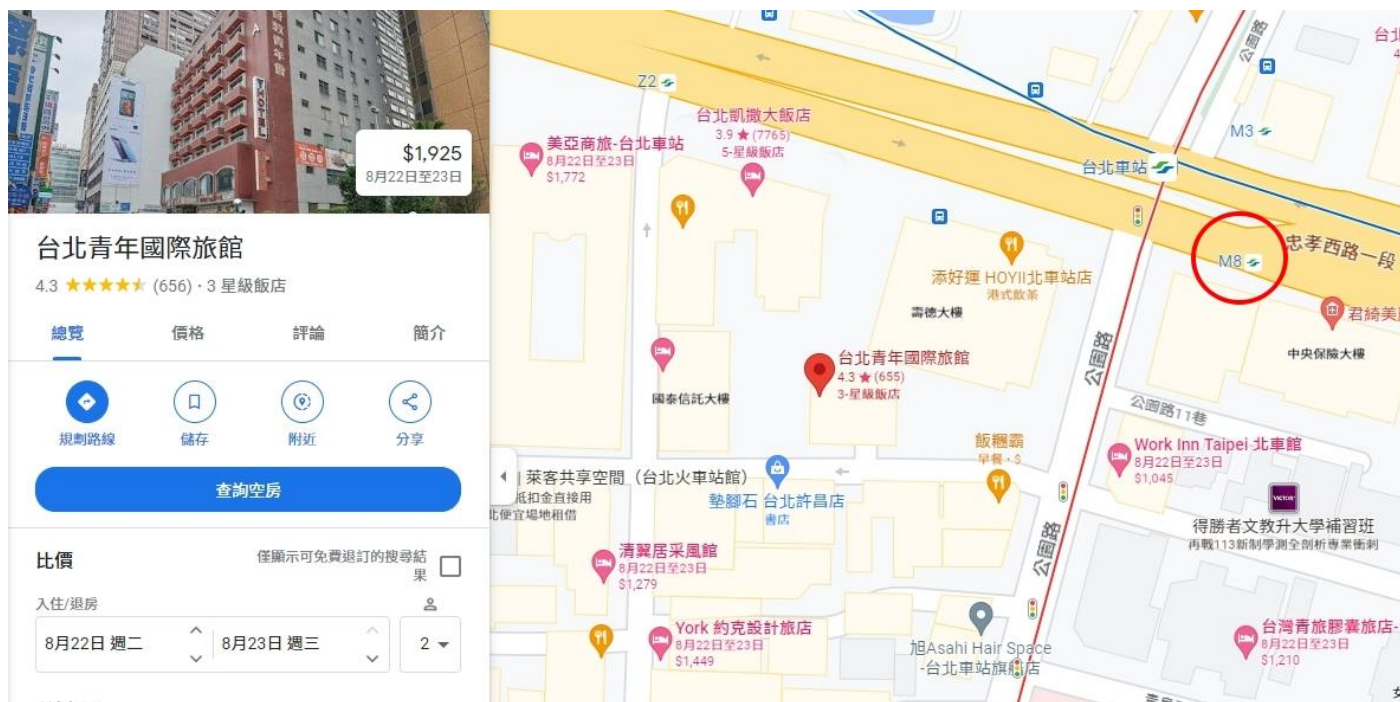 $1,925
8月22日至23日
台北青年國際旅館
4.3 ★★★★★ (656) · 3 星級飯店
總覽
價格
評論
簡介
規劃路線
儲存
附近
分享
查詢空房
比價
僅顯示可免費退訂的搜尋結
果
入住/退房
8月22日 週二
8月23日 週三
2
Z2
台北凱撒大飯店
3.9 ★ (7765)
5-星級飯店
美亞商旅-台北車站
8月22日至23日
$1,772
公園路
M3
台北車站
M8
忠孝西路一段
添好運 HOYII北車站店
港式飲茶
壽德大樓
君綺美
中央保險大樓
公園路
台北青年國際旅館
4.3 ★ (655)
3-星級飯店
國泰信託大樓
公園路11巷
飯糰霸
早餐 · $
Work Inn Taipei 北車館
8月22日至23日
$1,045
| 萊客共享空間（台北火車站館）
抵扣金直接用
北便宜場地租借
墊腳石 台北許昌店
書店
VICTOR
得勝者文教升大學補習班
再戰113新制學測全剖析專業衝刺
公園路
清翼居采風館
8月22日至23日
$1,279
York 約克設計旅店
8月22日至23日
$1,449
旭Asahi Hair Space
-台北車站旗艦店
台灣青旅膠囊旅店-
8月22日至23日
$1,210